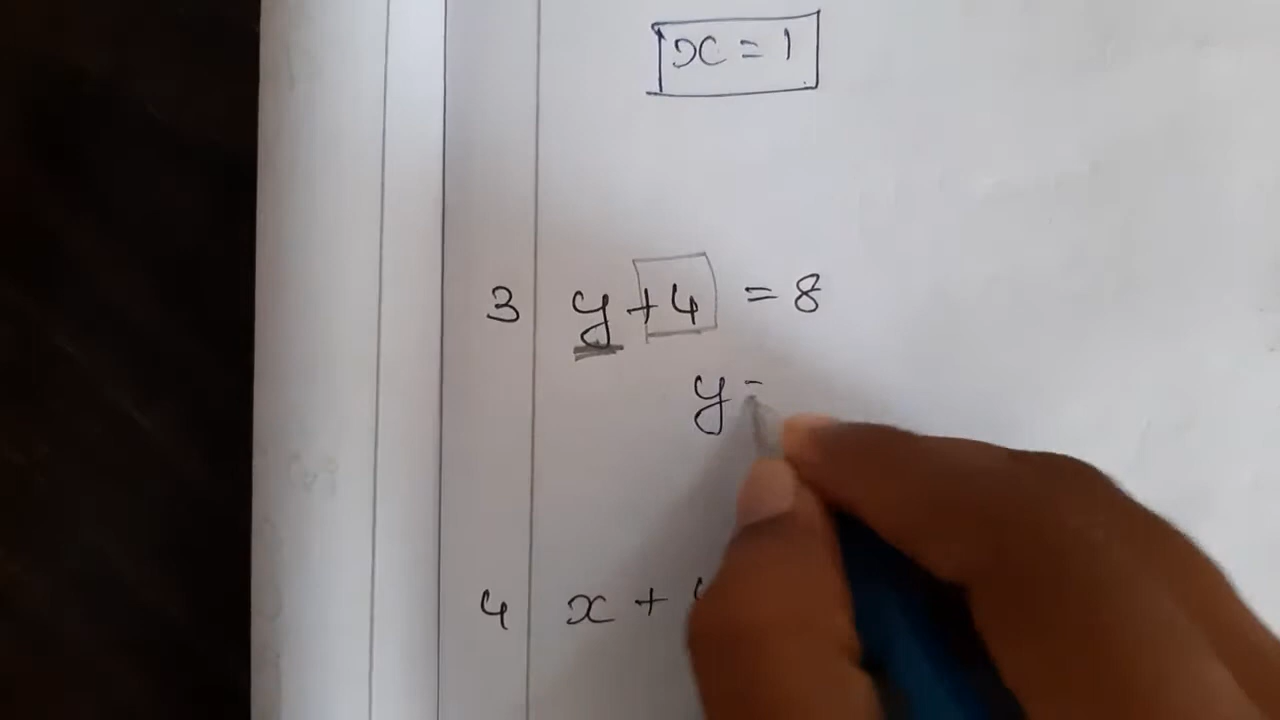 x = 1
3 y + 4 = 8
y =
4 x +